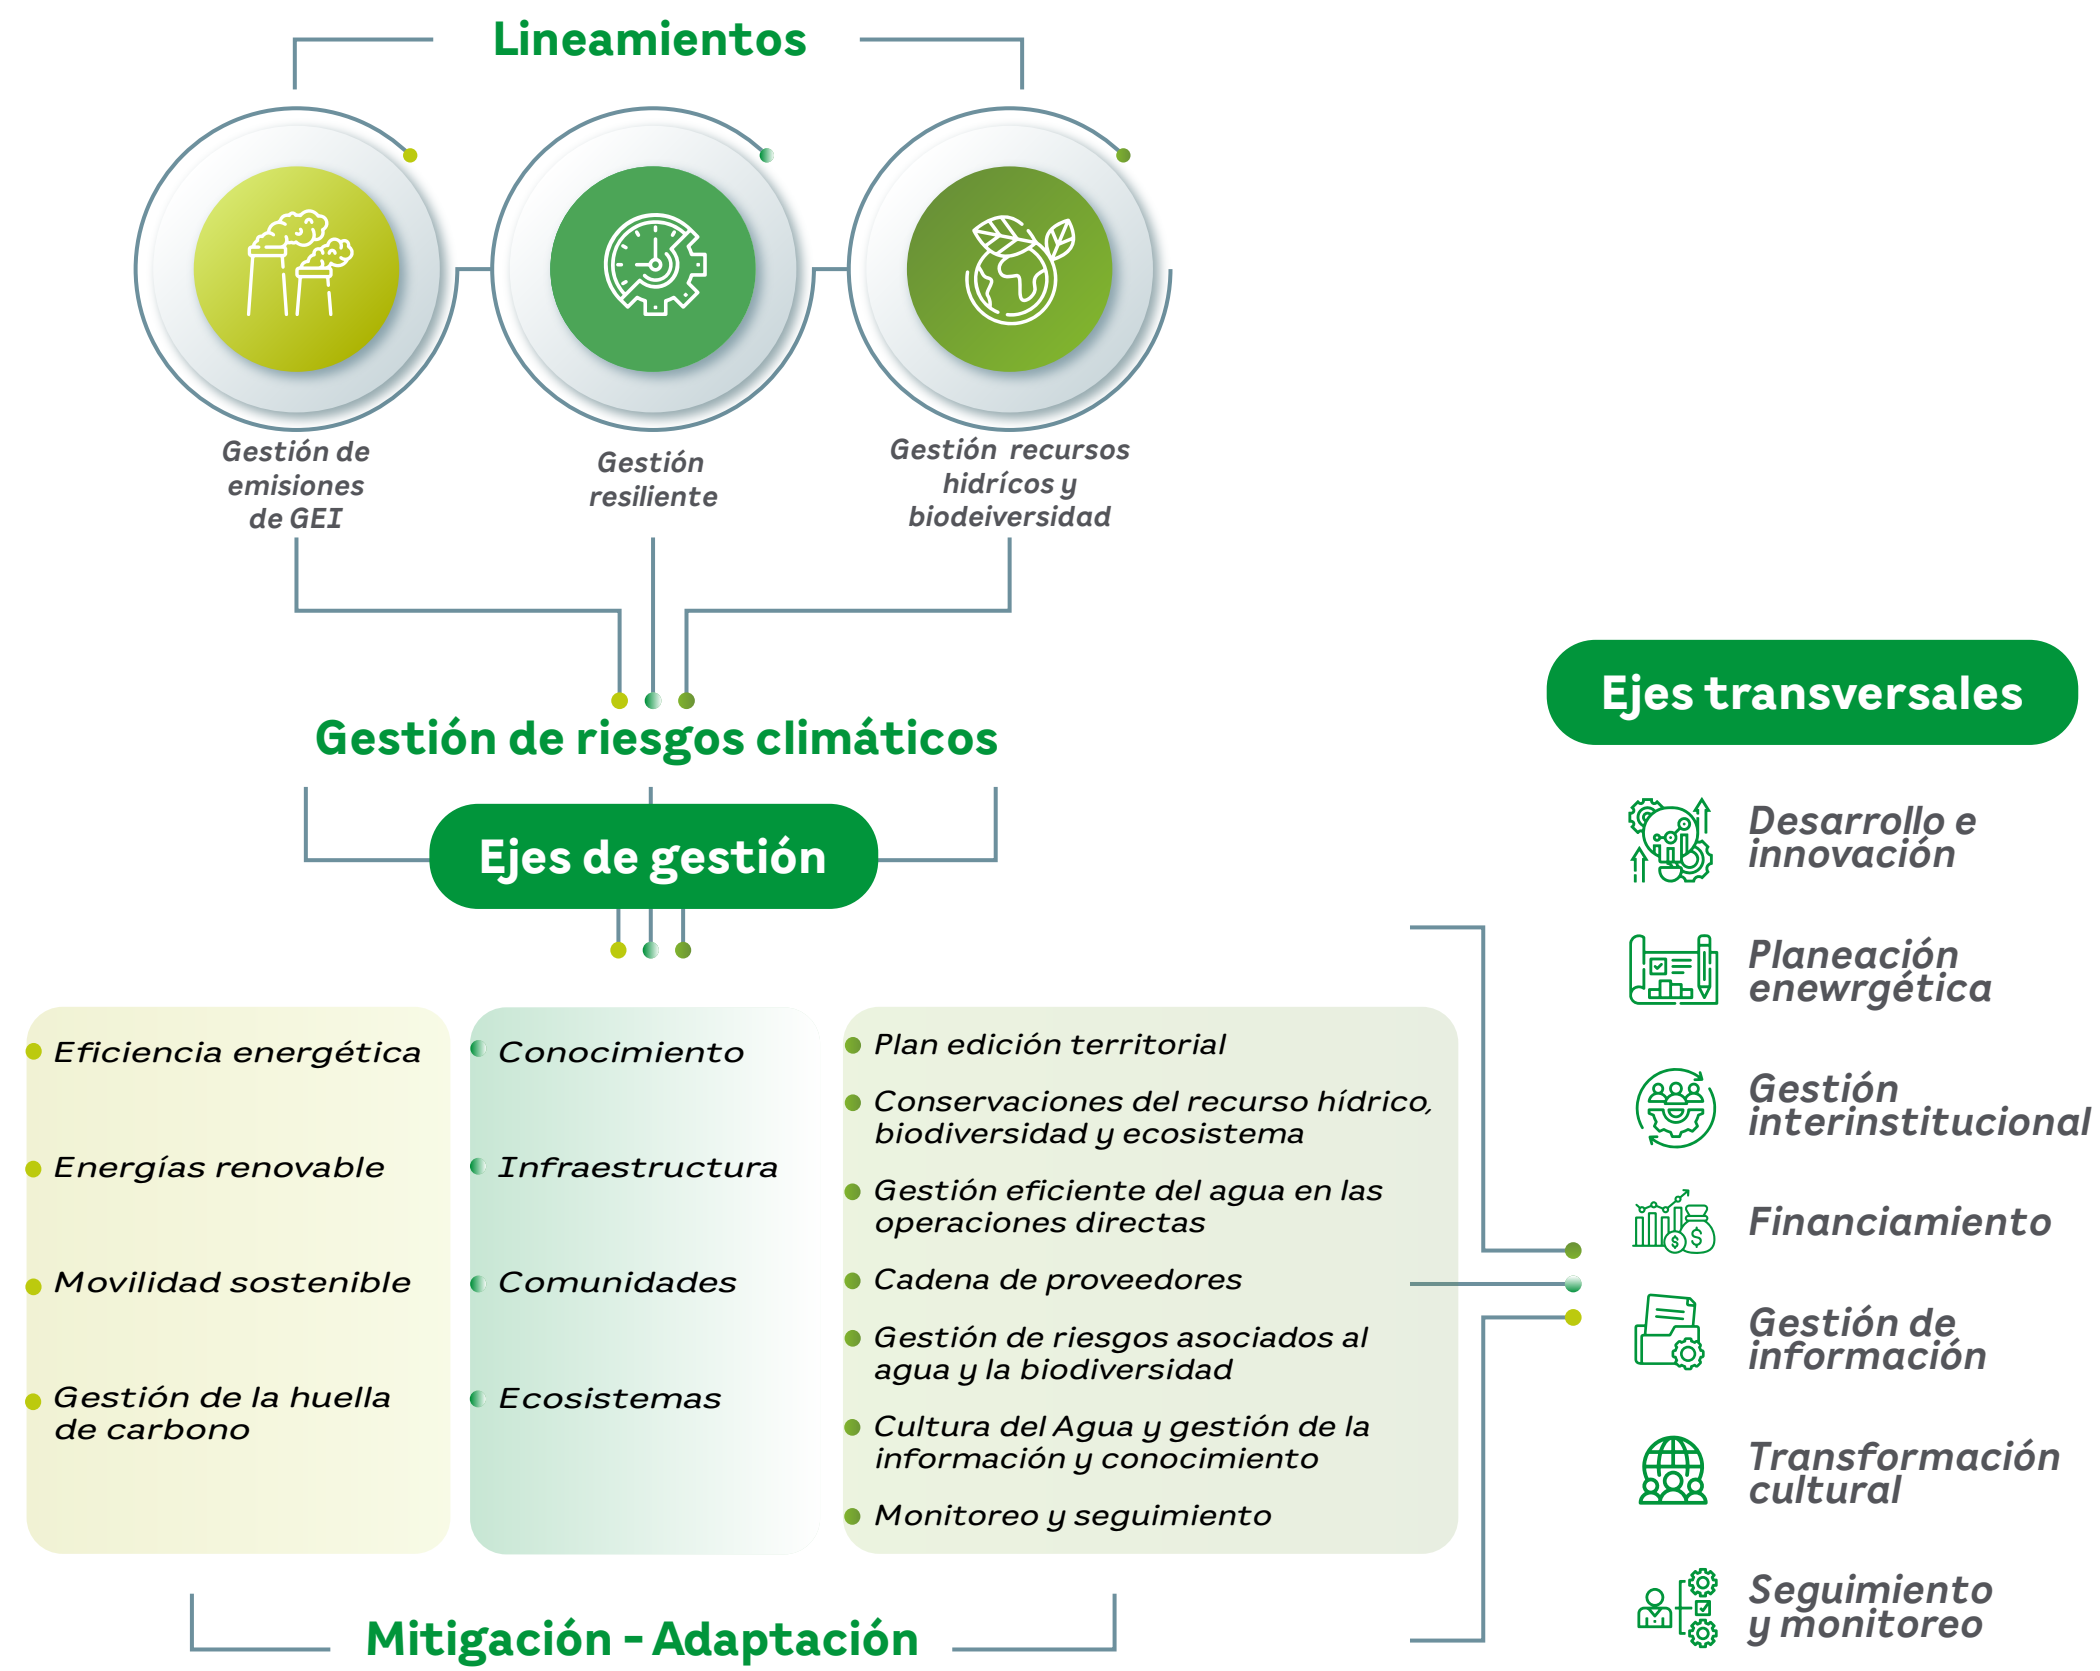 Lineamientos
Gestión de
emisiones
de GEI
Gestión
resiliente
Gestión recursos
hidrícos y
biodeiversidad
Gestión de riesgos climáticos
Ejes de gestión
Eficiencia energética
Energías renovable
Movilidad sostenible
Gestión de la huella
de carbono
Conocimiento
Infraestructura
Comunidades
Ecosistemas
Plan edición territorial
Conservaciones del recurso hídrico,
biodiversidad y ecosistema
Gestión eficiente del agua en las
operaciones directas
Cadena de proveedores
Gestión de riesgos asociados al
agua y la biodiversidad
Cultura del Agua y gestión de la
información y conocimiento
Monitoreo y seguimiento
Mitigación - Adaptación
Ejes transversales
Desarrollo e
innovación
Planeación
enewrgética
Gestión
interinstitucional
Financiamiento
Gestión de
información
Transformación
cultural
Seguimiento
y monitoreo